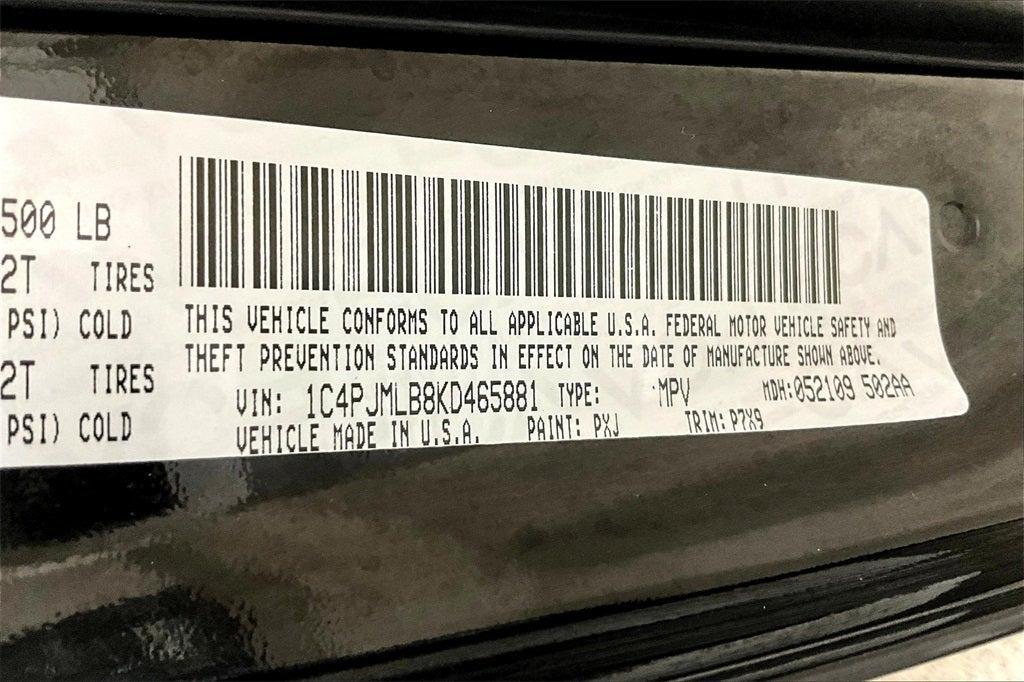 500 LB
2T TIRES
PSI) COLD
2T TIRES
PSI) COLD
THIS VEHICLE CONFORMS TO ALL APPLICABLE U.S.A. FEDERAL MOTOR VEHICLE SAFETY AND
THEFT PREVENTION STANDARDS IN EFFECT ON THE DATE OF MANUFACTURE SHOWN ABOVE.
VIN: 1C4PJMLB8KD465881 TYPE: MPV MDH:052109 502AA
VEHICLE MADE IN U.S.A. PAINT: PXJ TRIM: P7X9